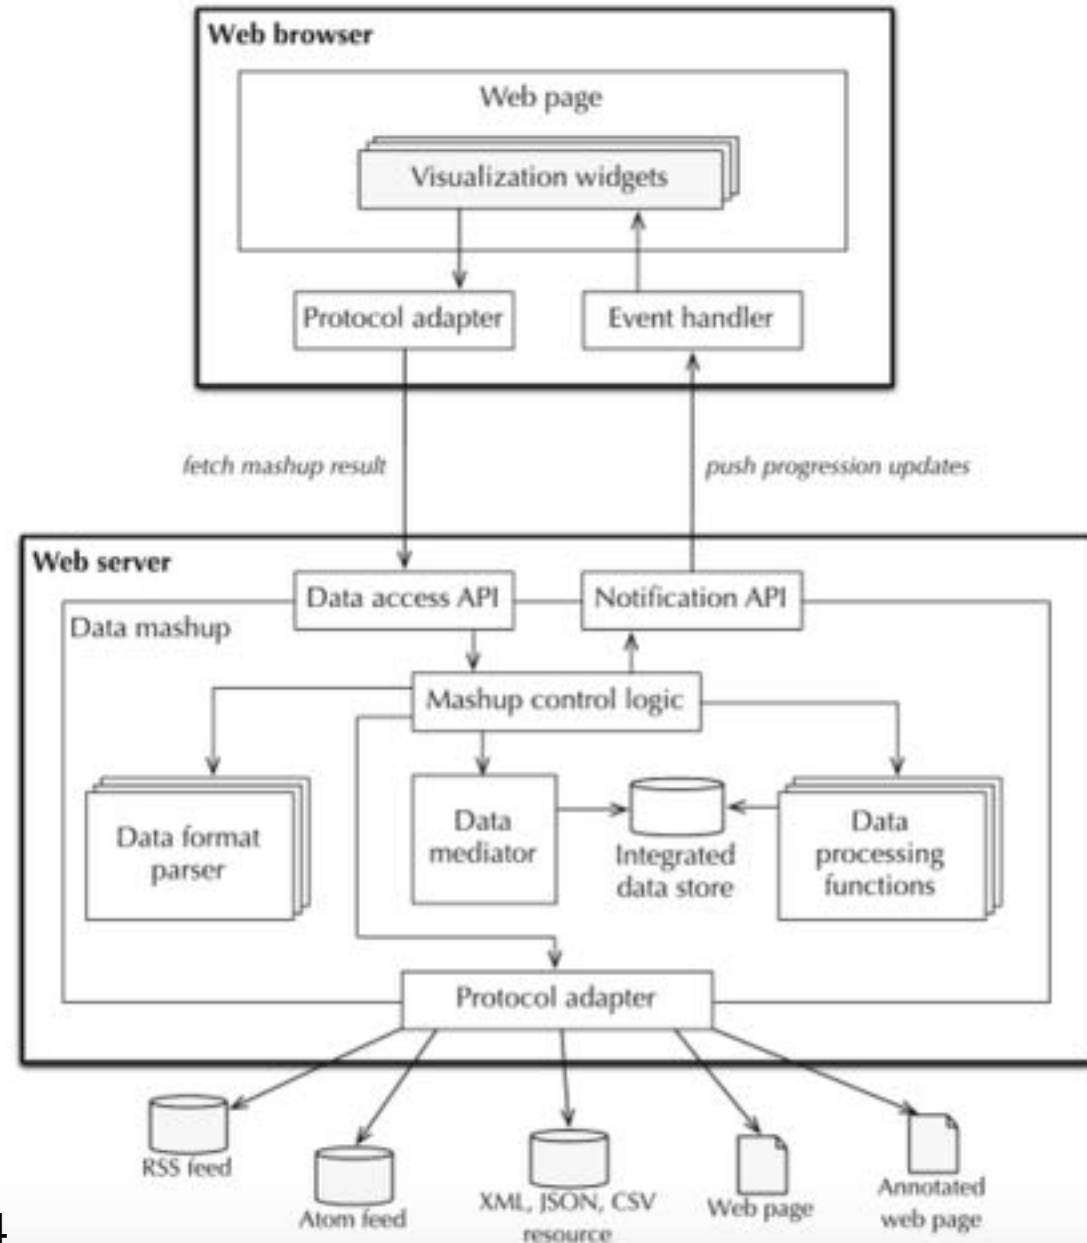 Web browser
Web page
Visualization widgets
Protocol adapter
Event handler
fetch mashup result
push progression updates
Web server
Data access API
Notification API
Data mashup
Mashup control logic
Data format
parser
Data
mediator
Integrated
data store
Data
processing
functions
Protocol adapter
RSS feed
Atom feed
XML, JSON, CSV
resource
Web page
Annotated
web page
4